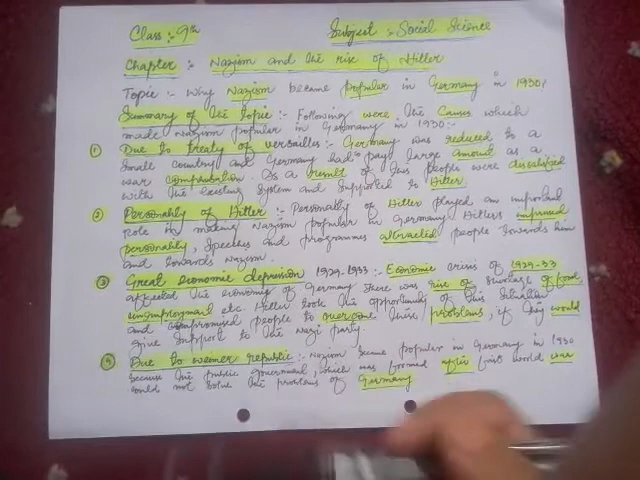 Class :- 9th Subject :- Social Science
Chapter :- Nazism and the rise of Hitler
Topic :- Why Nazism became popular in Germany in 1930?
Summary of the topic :- Following were the causes which
made nazism popular in Germany in 1930:-
① Due to treaty of versailles :- Germany was reduced to a
small country and Germany had pay large amount as a
war compensation. As a result of this people were dissatisfied
with the existing system and supported to Hitler.
② Personality of Hitler :- Personality of Hitler played an important
role in making nazism popular in Germany. Hitlers
personality, speeches and programmes attracted people towards him
and towards nazism.
③ Great economic depression 1929-1933 :- Economic crisis of 1929-33
affected the economy of Germany. There was rise of shortage of food,
unemployment etc. Hitler took the opportunity of this situation
and people to overcome these problems, if they would
give support to the Nazi party.
④ Due to republic :- Nazism became popular in Germany in 1930
because the public government, which was formed after first world war
could not solve the problems of Germany